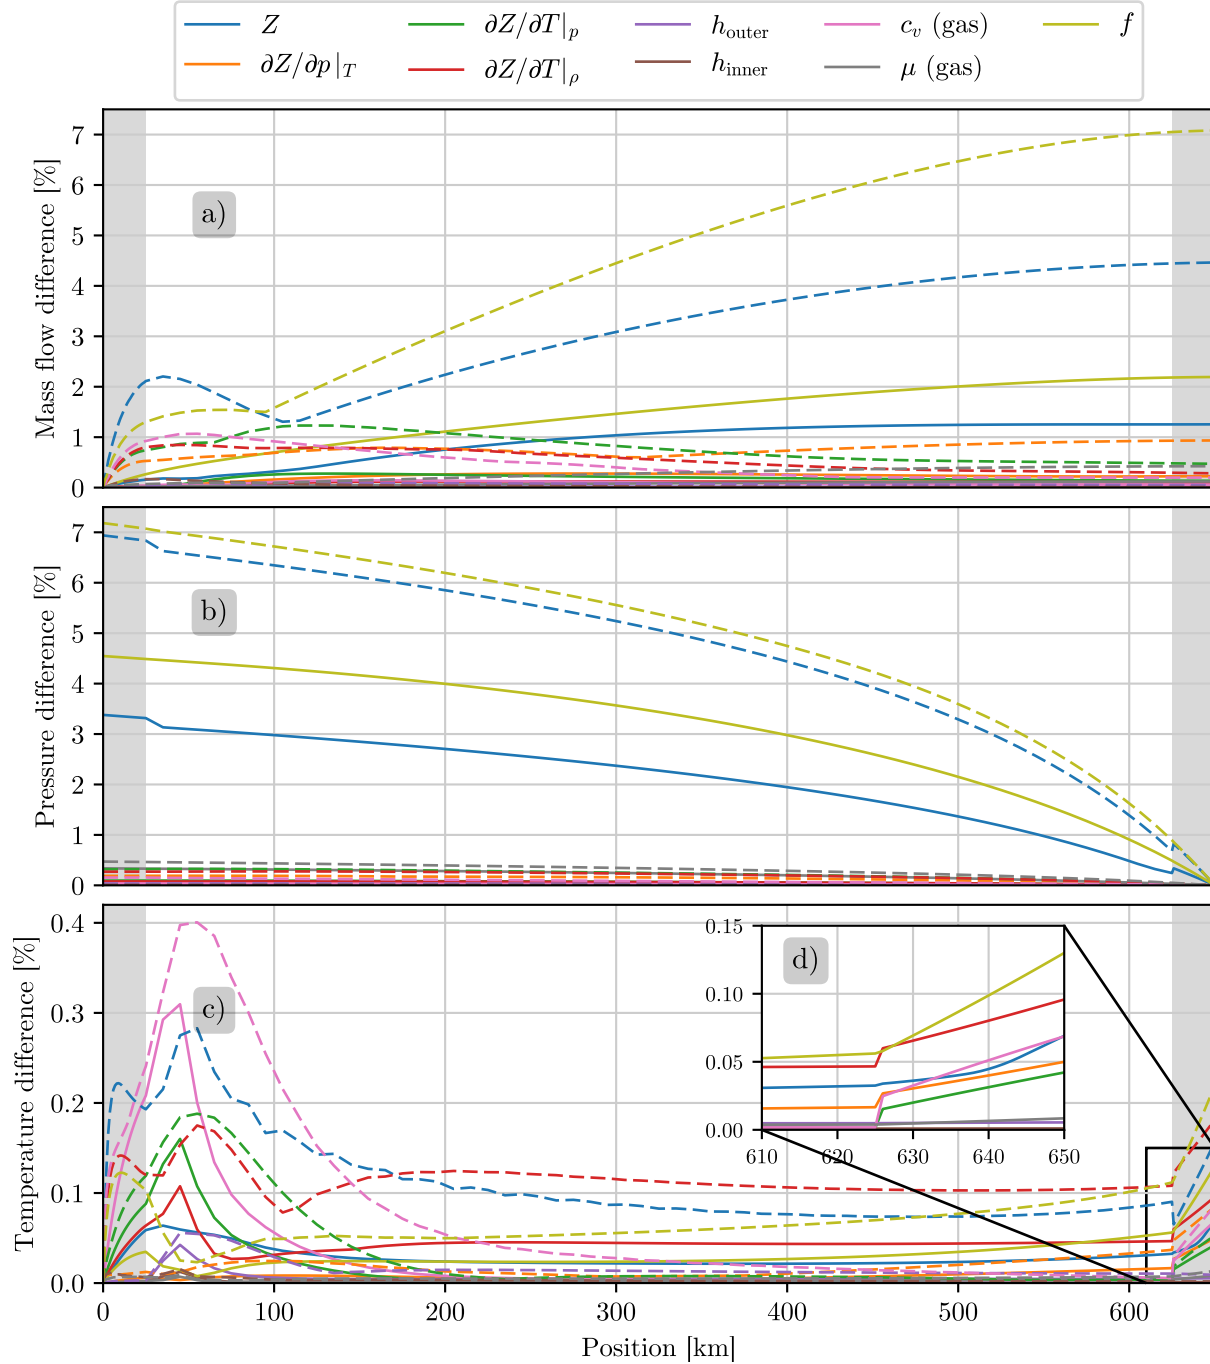 Z ∂Z/∂T|ₚ h_outer c_v (gas) f
∂Z/∂p|_T ∂Z/∂T|_ρ h_inner μ (gas)
Mass flow difference [%]
7
6
5
4
3
2
1
0
a)
Pressure difference [%]
7
6
5
4
3
2
1
0
b)
Temperature difference [%]
0.4
0.3
0.2
0.1
0.0
c)
0.15
0.10
0.05
0.00
d)
610 620 630 640 650
0 100 200 300 400 500 600
Position [km]